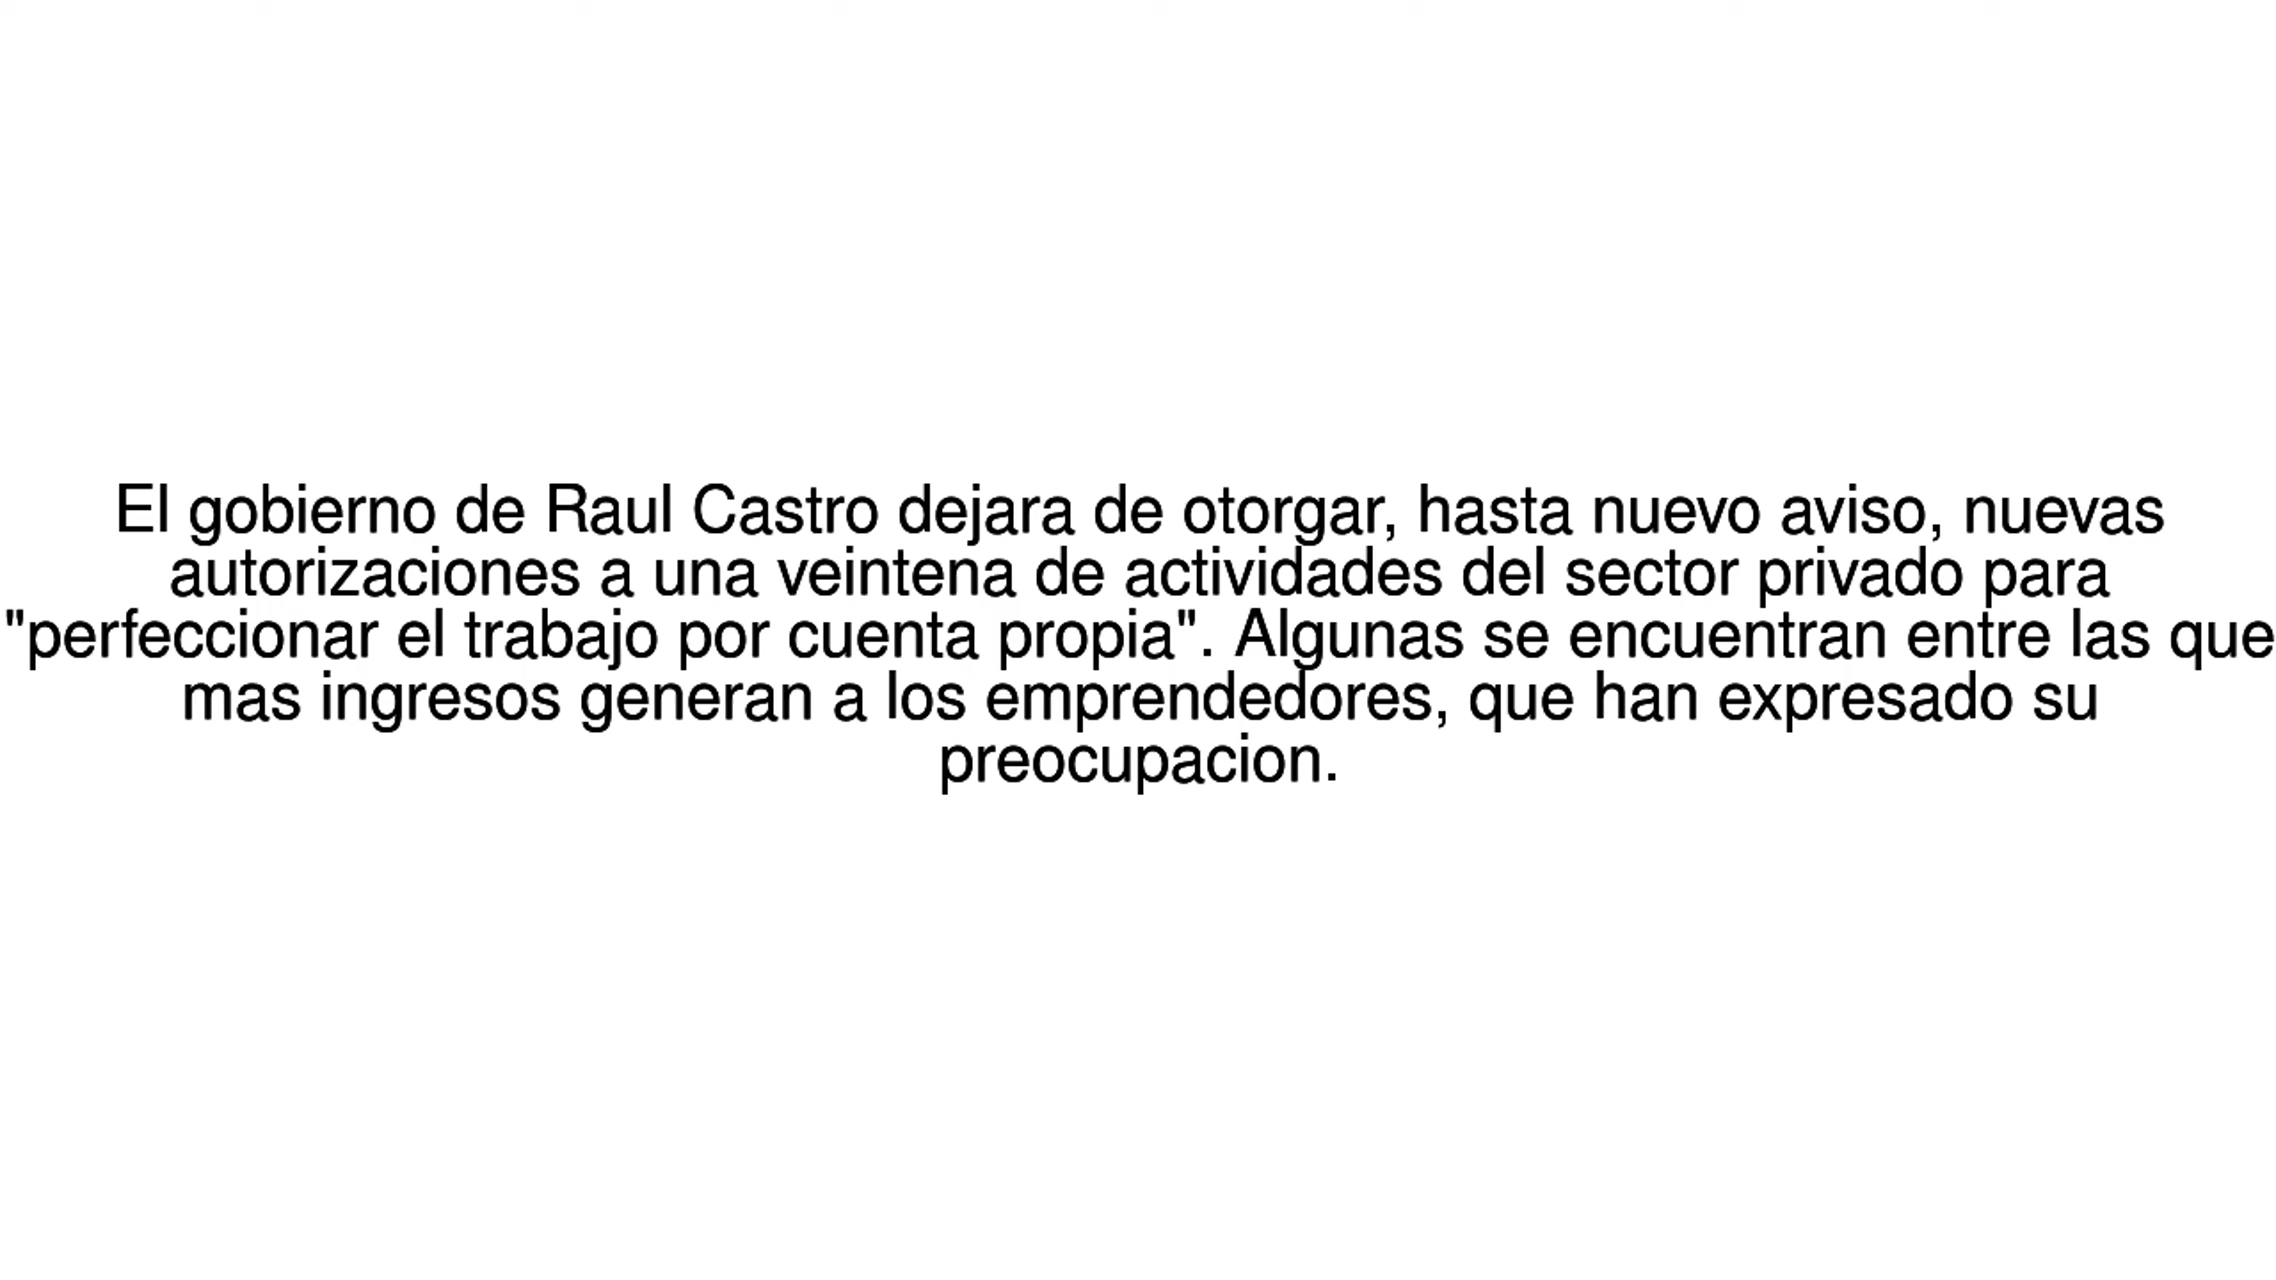 El gobierno de Raul Castro dejara de otorgar, hasta nuevo aviso, nuevas
autorizaciones a una veintena de actividades del sector privado para
"perfeccionar el trabajo por cuenta propia". Algunas se encuentran entre las que
mas ingresos generan a los emprendedores, que han expresado su
preocupacion.